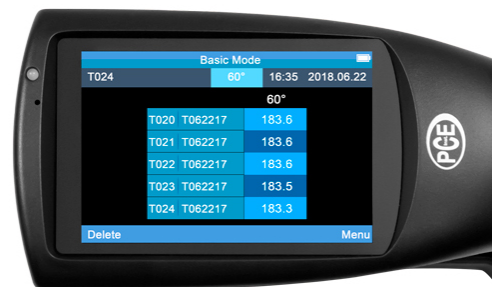 Basic Mode
T024 60° 16:35 2018.06.22
60°
T020 T062217 183.6
T021 T062217 183.6
T022 T062217 183.6
T023 T062217 183.5
T024 T062217 183.3
Delete Menu
PCE